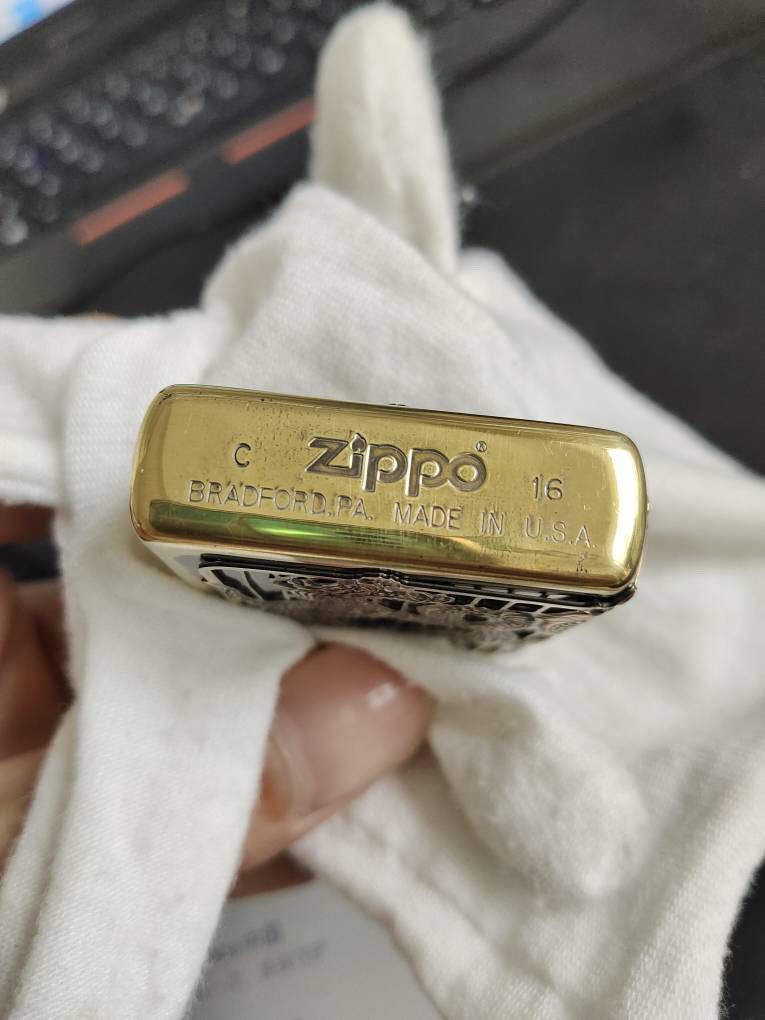 C zippo® 16
BRADFORD,PA. MADE IN U.S.A.